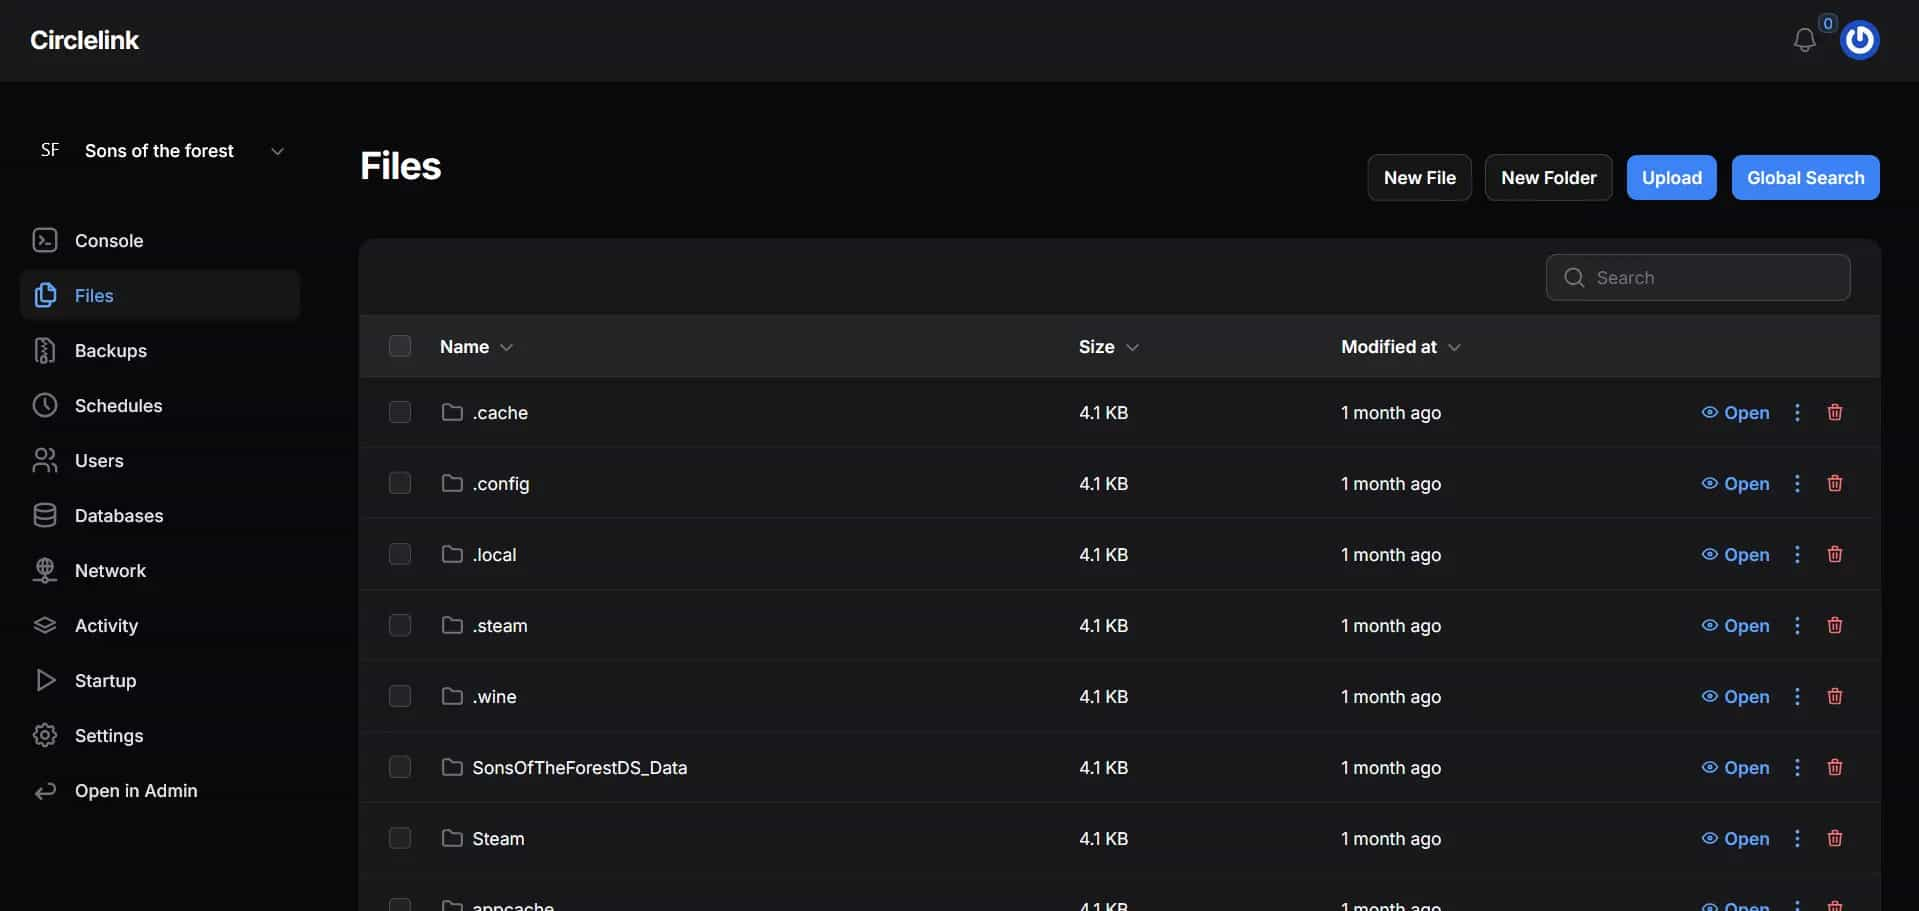 Circlelink
0
SF Sons of the forest
Console
Files
Backups
Schedules
Users
Databases
Network
Activity
Startup
Settings
Open in Admin
Files
New File New Folder Upload Global Search
Search
Name Size Modified at
.cache 4.1 KB 1 month ago Open
.config 4.1 KB 1 month ago Open
.local 4.1 KB 1 month ago Open
.steam 4.1 KB 1 month ago Open
.wine 4.1 KB 1 month ago Open
SonsOfTheForestDS_Data 4.1 KB 1 month ago Open
Steam 4.1 KB 1 month ago Open
appcache 4.1 KB 1 month ago Open